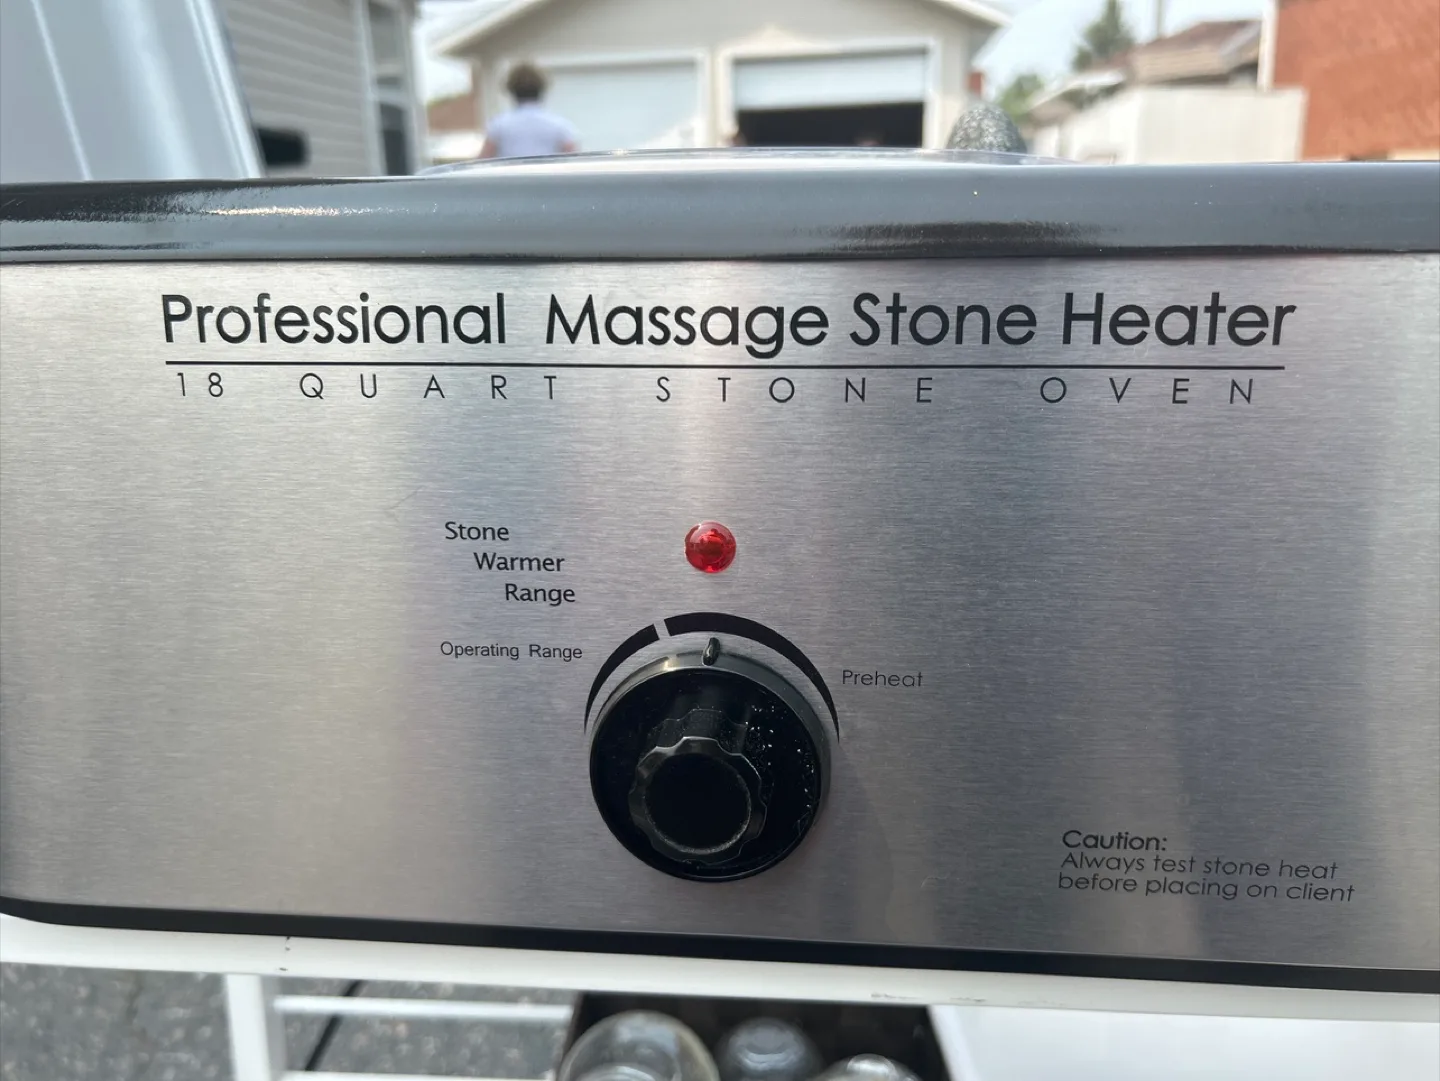 Professional Massage Stone Heater
18 QUART STONE OVEN
Stone
Warmer
Range
Operating Range
Preheat
Caution:
Always test stone heat
before placing on client